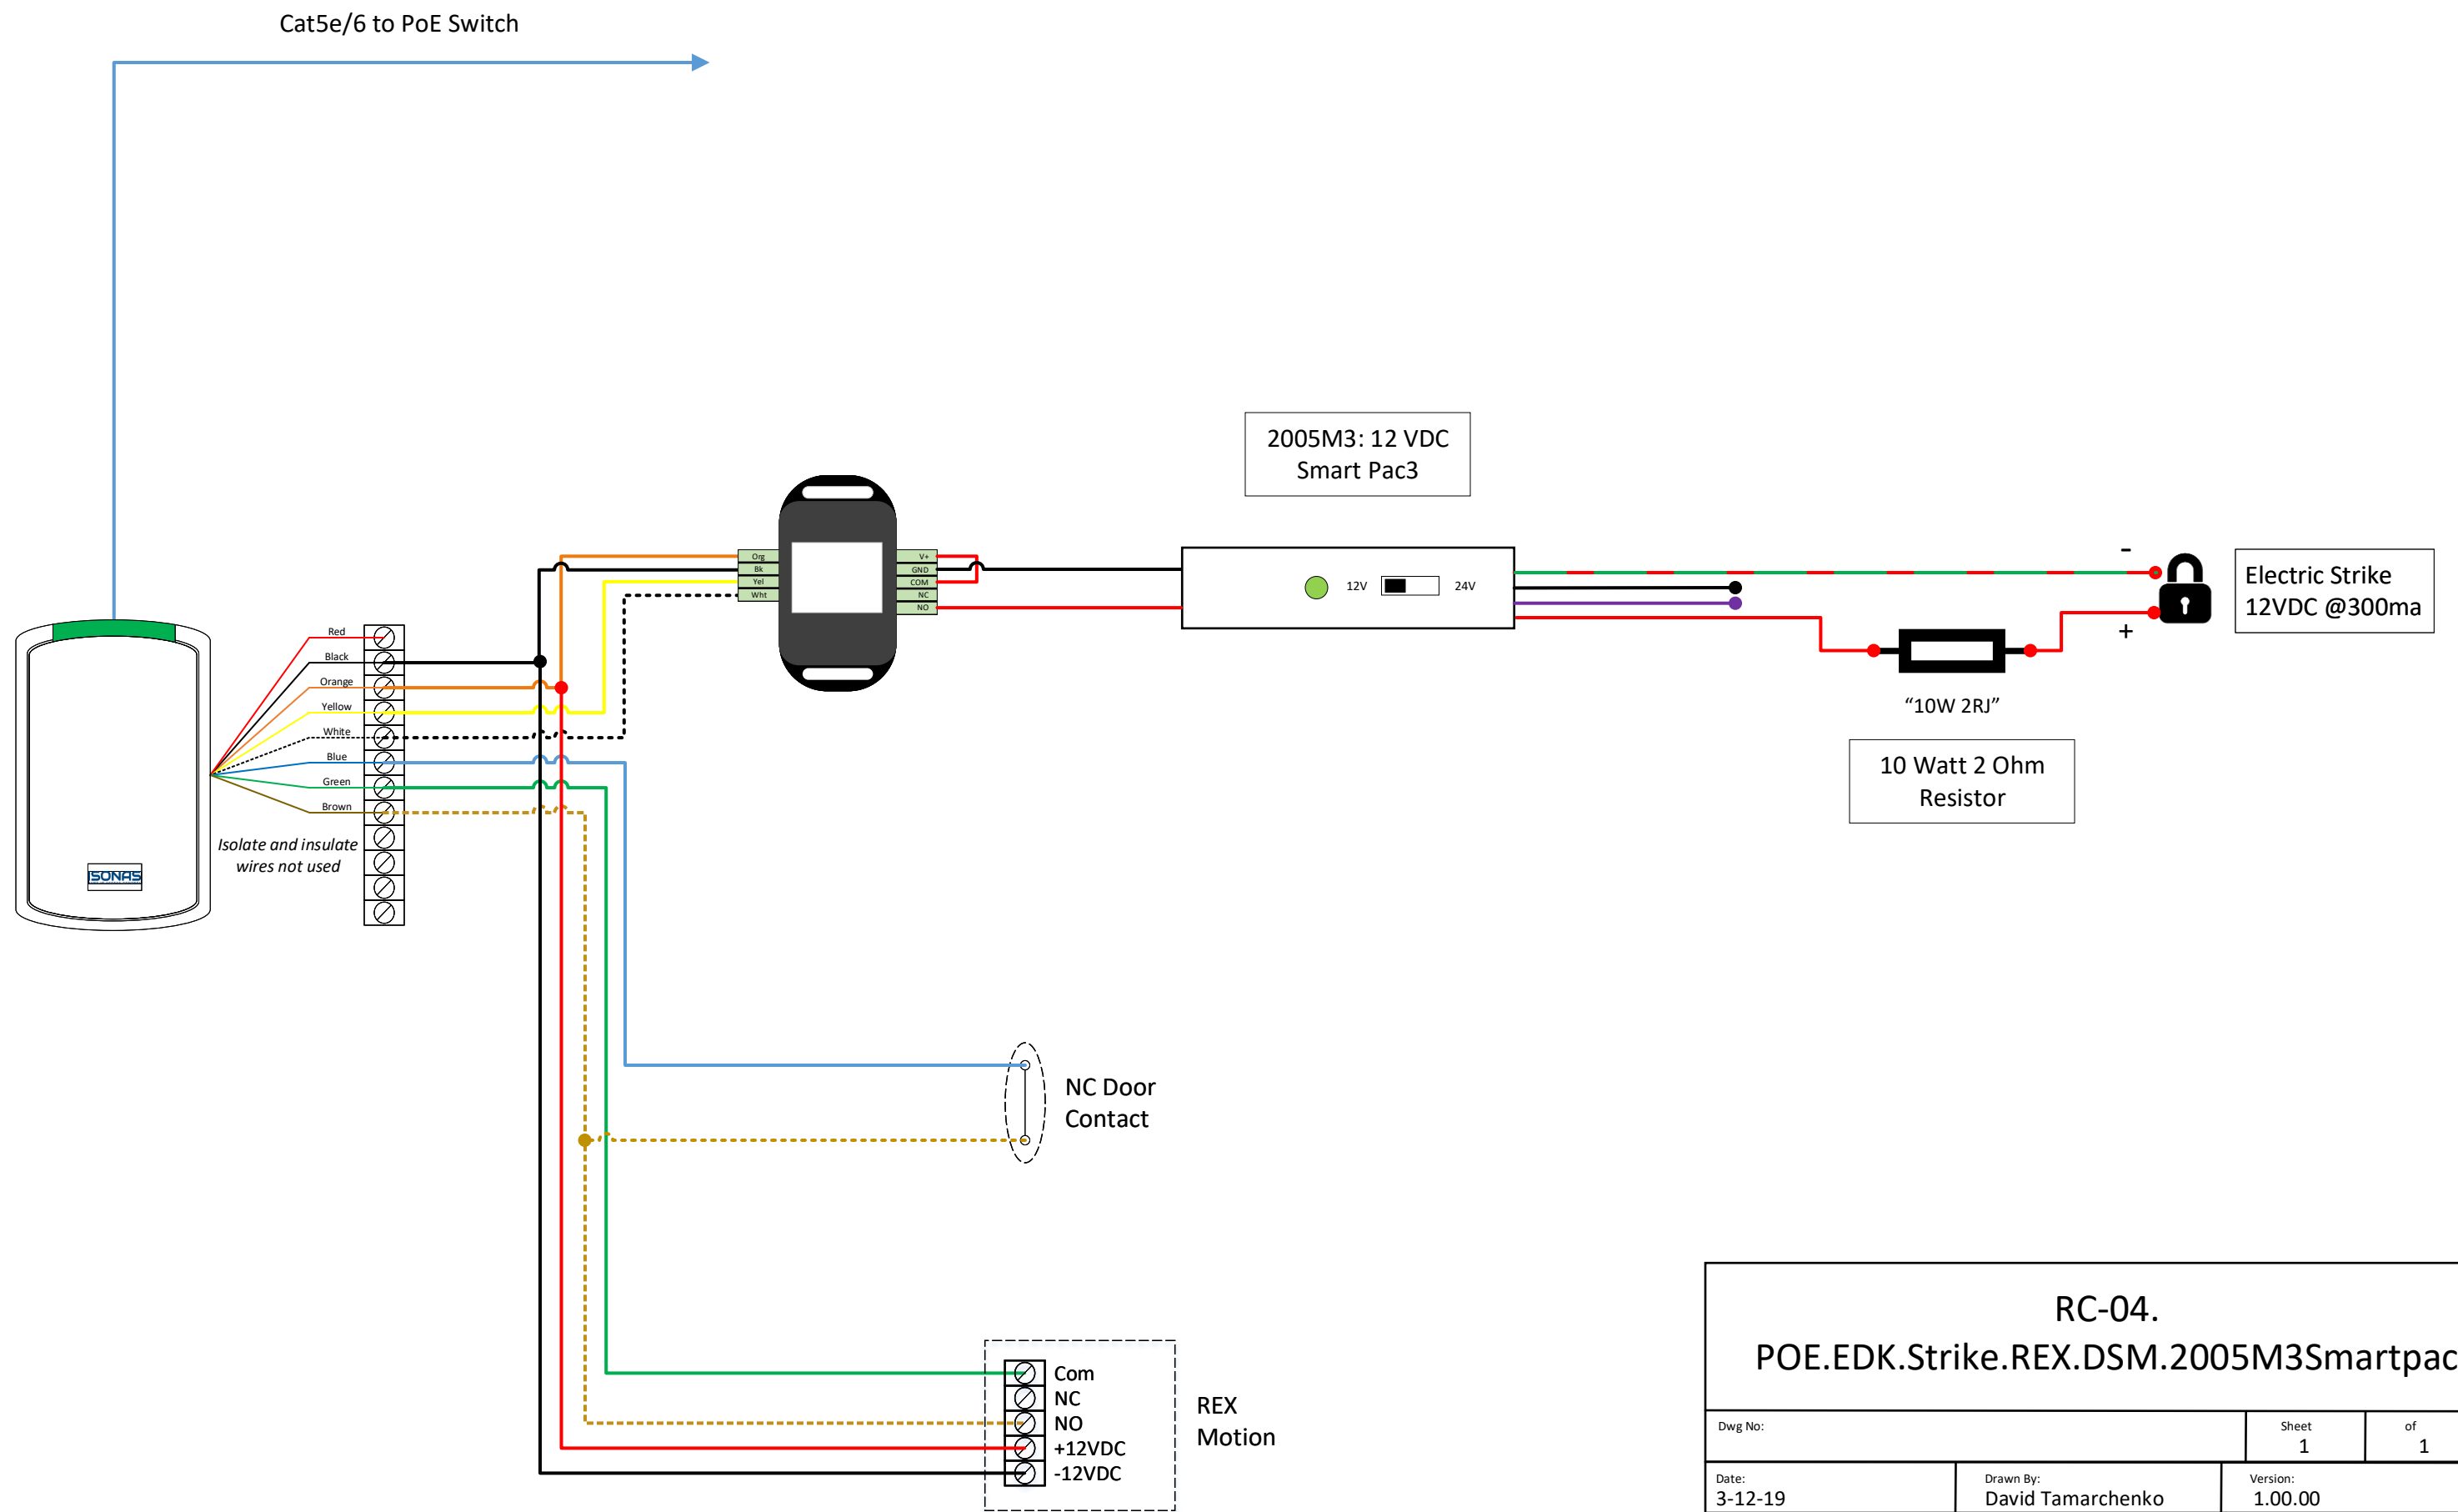 Cat5e/6 to PoE Switch
2005M3: 12 VDC
Smart Pac3
Org
Bk
Yel
Wht
V+
GND
COM
NC
NO
12V
24V
-
+
Electric Strike
12VDC @300ma
Red
Black
Orange
Yellow
White
Blue
Green
Brown
Isolate and insulate
wires not used
ISONAS
“10W 2RJ”
10 Watt 2 Ohm
Resistor
NC Door
Contact
Com
NC
NO
+12VDC
-12VDC
REX
Motion
RC-04.
POE.EDK.Strike.REX.DSM.2005M3Smartpac
Dwg No:
Sheet
1
of
1
Date:
3-12-19
Drawn By:
David Tamarchenko
Version:
1.00.00